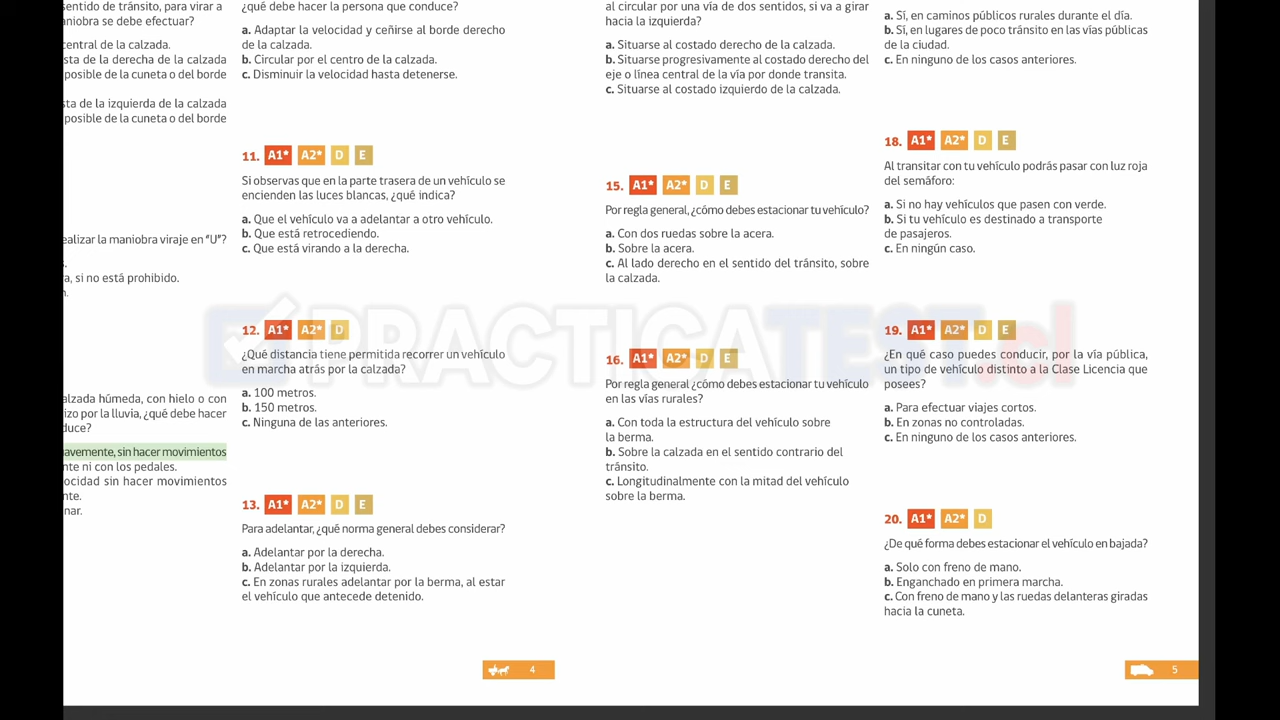 sentido de tránsito, para virar a
aniobra se debe efectuar?
central de la calzada.
sta de la derecha de la calzada
posible de la cuneta o del borde
sta de la izquierda de la calzada
posible de la cuneta o del borde
ealizar la maniobra viraje en “U”?
s.
a, si no está prohibido.
n.
alzada húmeda, con hielo o con
izo por la lluvia, ¿qué debe hacer
duce?
avemente, sin hacer movimientos
nte ni con los pedales.
ocidad sin hacer movimientos
nte.
nar.
¿qué debe hacer la persona que conduce?
a. Adaptar la velocidad y ceñirse al borde derecho
de la calzada.
b. Circular por el centro de la calzada.
c. Disminuir la velocidad hasta detenerse.
11. A1* A2* D E
Si observas que en la parte trasera de un vehículo se
encienden las luces blancas, ¿qué indica?
a. Que el vehículo va a adelantar a otro vehículo.
b. Que está retrocediendo.
c. Que está virando a la derecha.
12. A1* A2* D
¿Qué distancia tiene permitida recorrer un vehículo
en marcha atrás por la calzada?
a. 100 metros.
b. 150 metros.
c. Ninguna de las anteriores.
13. A1* A2* D E
Para adelantar, ¿qué norma general debes considerar?
a. Adelantar por la derecha.
b. Adelantar por la izquierda.
c. En zonas rurales adelantar por la berma, al estar
el vehículo que antecede detenido.
4
al circular por una vía de dos sentidos, si va a girar
hacia la izquierda?
a. Situarse al costado derecho de la calzada.
b. Situarse progresivamente al costado derecho del
eje o línea central de la vía por donde transita.
c. Situarse al costado izquierdo de la calzada.
15. A1* A2* D E
Por regla general, ¿cómo debes estacionar tu vehículo?
a. Con dos ruedas sobre la acera.
b. Sobre la acera.
c. Al lado derecho en el sentido del tránsito, sobre
la calzada.
16. A1* A2* D E
Por regla general ¿cómo debes estacionar tu vehículo
en las vías rurales?
a. Con toda la estructura del vehículo sobre
la berma.
b. Sobre la calzada en el sentido contrario del
tránsito.
c. Longitudinalmente con la mitad del vehículo
sobre la berma.
a. Sí, en caminos públicos rurales durante el día.
b. Sí, en lugares de poco tránsito en las vías públicas
de la ciudad.
c. En ninguno de los casos anteriores.
18. A1* A2* D E
Al transitar con tu vehículo podrás pasar con luz roja
del semáforo:
a. Si no hay vehículos que pasen con verde.
b. Si tu vehículo es destinado a transporte
de pasajeros.
c. En ningún caso.
19. A1* A2* D E
¿En qué caso puedes conducir, por la vía pública,
un tipo de vehículo distinto a la Clase Licencia que
posees?
a. Para efectuar viajes cortos.
b. En zonas no controladas.
c. En ninguno de los casos anteriores.
20. A1* A2* D
¿De qué forma debes estacionar el vehículo en bajada?
a. Solo con freno de mano.
b. Enganchado en primera marcha.
c. Con freno de mano y las ruedas delanteras giradas
hacia la cuneta.
5
PRACTICATEST.cl